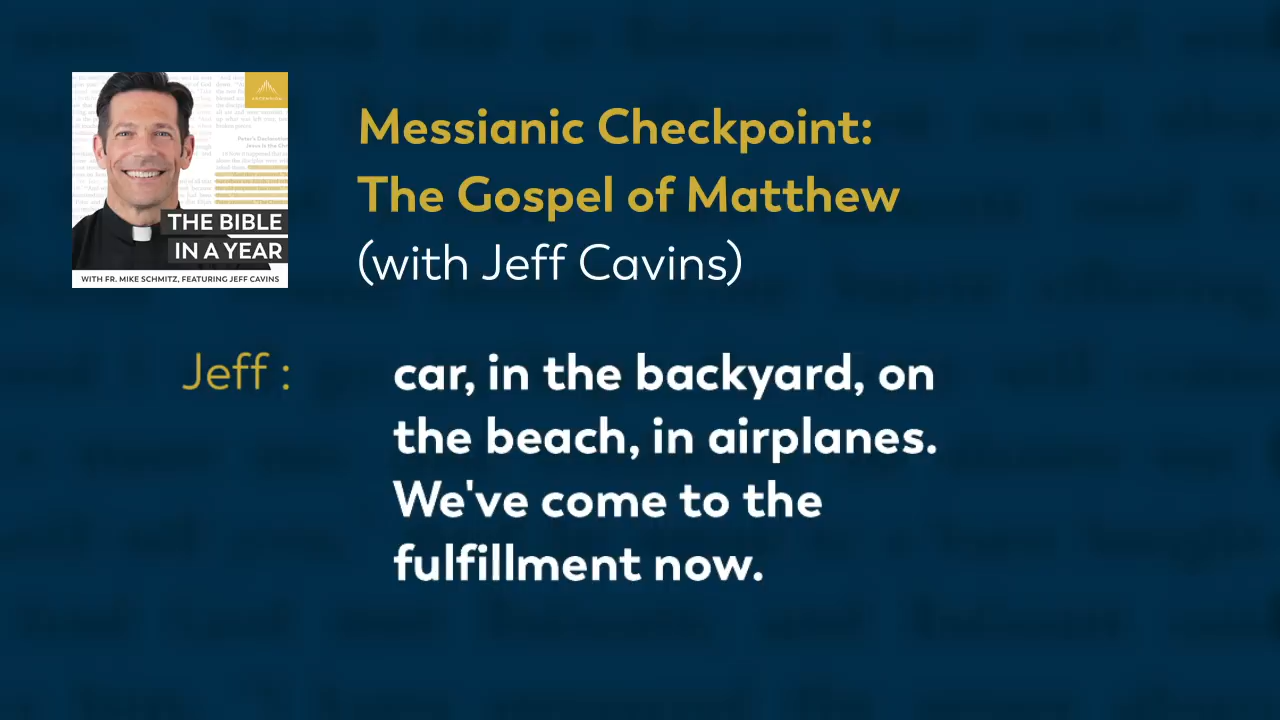 Messianic Checkpoint:
The Gospel of Matthew
(with Jeff Cavins)
THE BIBLE
IN A YEAR
WITH FR. MIKE SCHMITZ, FEATURING JEFF CAVINS
Jeff :
car, in the backyard, on
the beach, in airplanes.
We've come to the
fulfillment now.